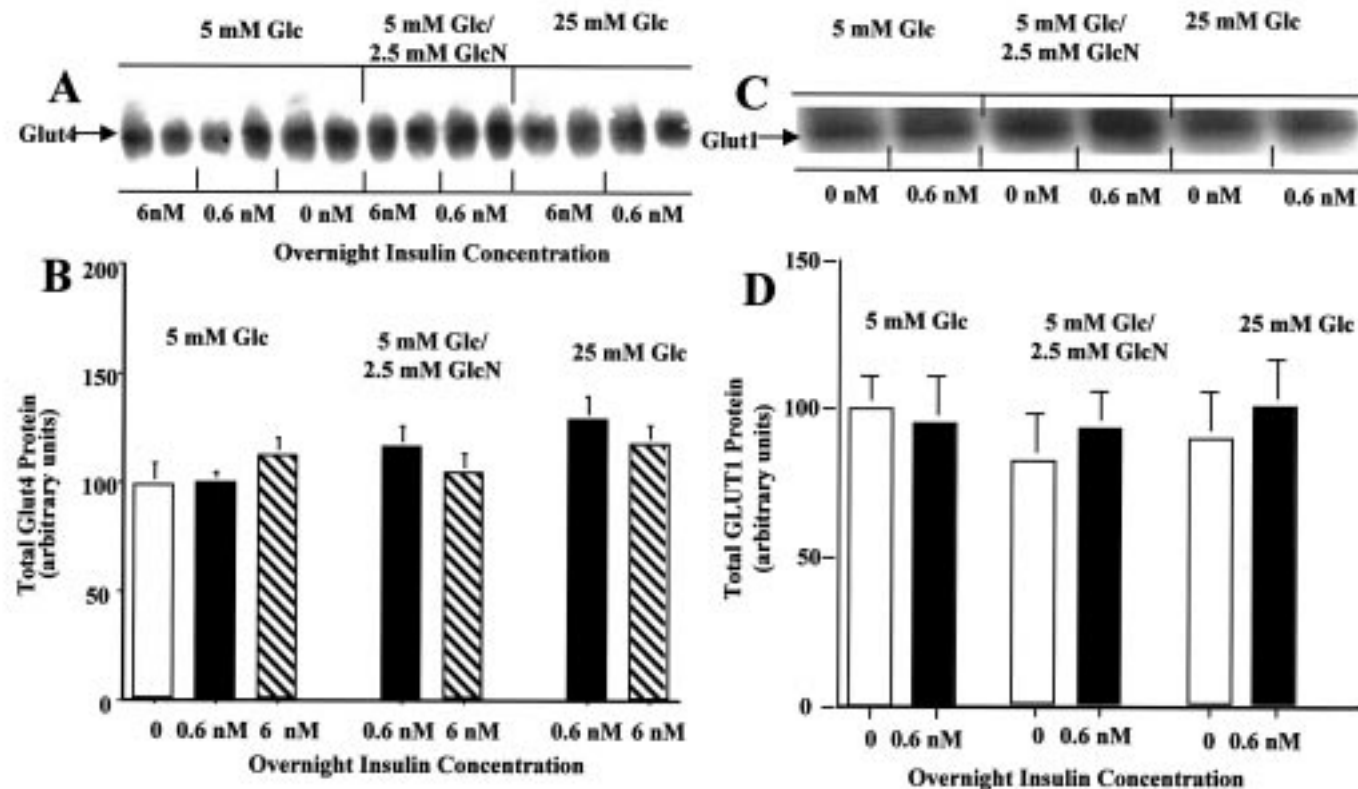 5 mM Glc
5 mM Glc/
2.5 mM GlcN
25 mM Glc
A
Glut4
6nM 0.6 nM 0 nM 6nM 0.6 nM 6nM 0.6 nM
Overnight Insulin Concentration
B
200
150
100
50
0
Total Glut4 Protein
(arbitrary units)
5 mM Glc
5 mM Glc/
2.5 mM GlcN
25 mM Glc
0 0.6 nM 6 nM 0.6 nM 6 nM 0.6 nM 6 nM
Overnight Insulin Concentration
5 mM Glc
5 mM Glc/
2.5 mM GlcN
25 mM Glc
C
Glut1
0 nM 0.6 nM 0 nM 0.6 nM 0 nM 0.6 nM
D
150
100
50
0
Total GLUT1 Protein
(arbitrary units)
5 mM Glc
5 mM Glc/
2.5 mM GlcN
25 mM Glc
0 0.6 nM 0 0.6 nM 0 0.6 nM
Overnight Insulin Concentration